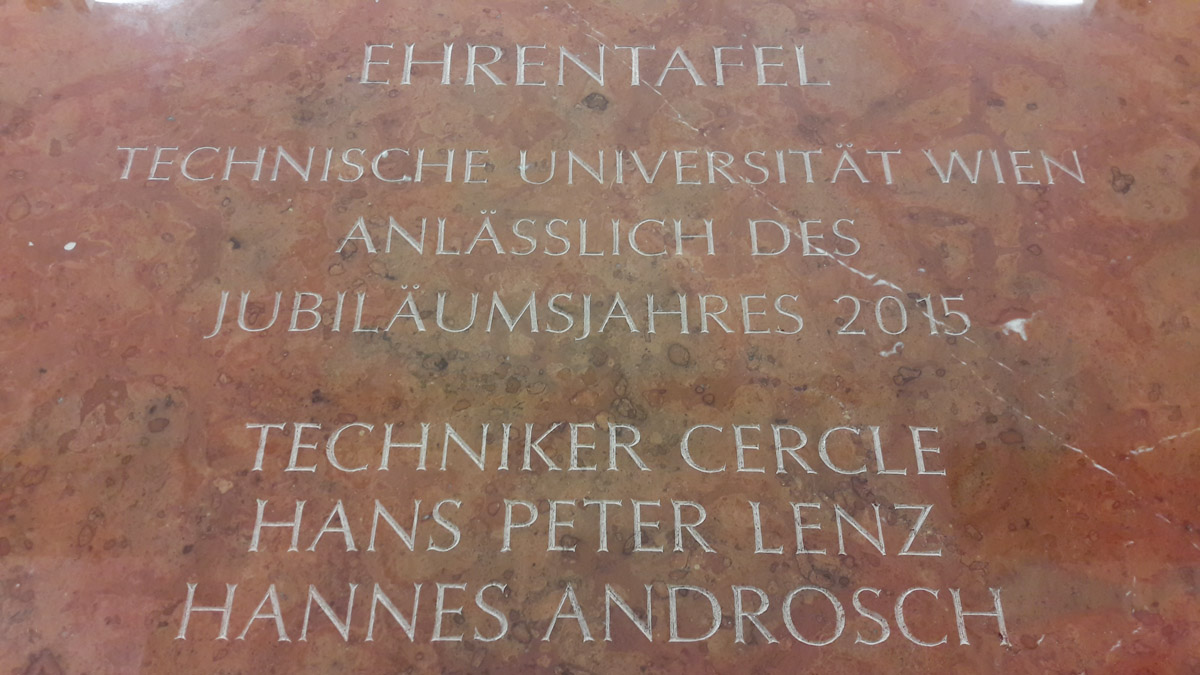 EHRENTAFEL
TECHNISCHE UNIVERSITÄT WIEN
ANLÄSSLICH DES
JUBILÄUMSJAHRES 2015
TECHNIKER CERCLE
HANS PETER LENZ
HANNES ANDROSCH